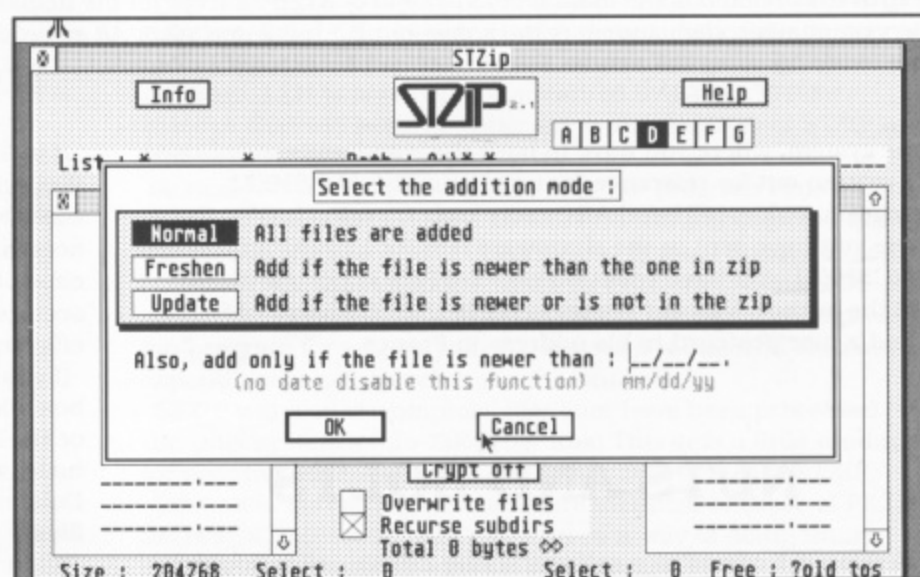 STZip
Info
STZiP 2.1
Help
A B C D E F G
List : *. *
Path :
Select the addition mode :
Normal All files are added
Freshen Add if the file is newer than the one in zip
Update Add if the file is newer or is not in the zip
Also, add only if the file is newer than : __/__/__.
(no date disable this function) mm/dd/yy
OK
Cancel
Crypt off
Overwrite files
Recurse subdirs
Total 0 bytes
Size : 204768 Select : 0 Select : 0 Free : ?old tos